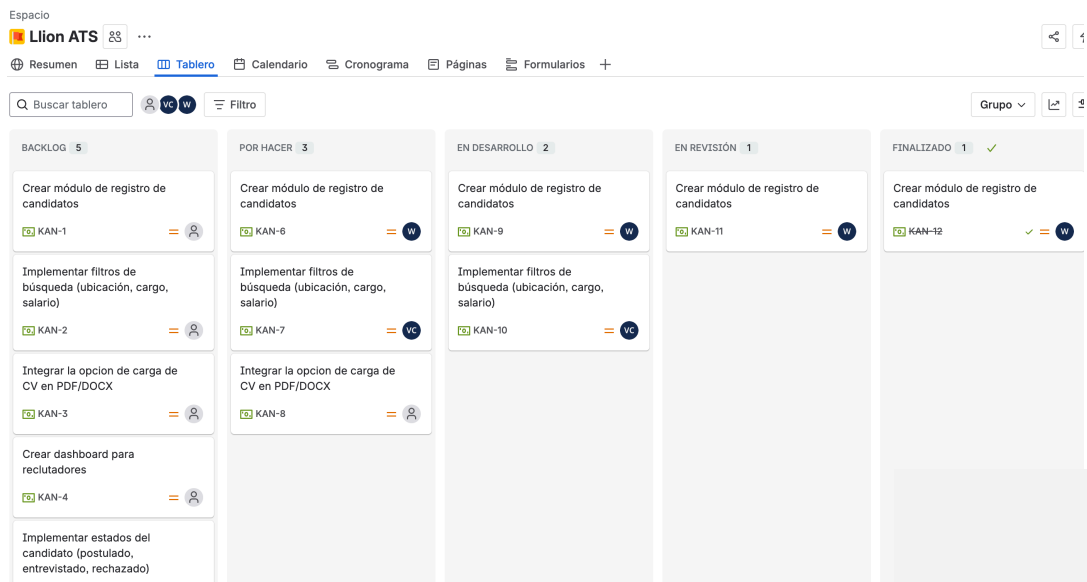 Espacio
Llion ATS
Resumen
Lista
Tablero
Calendario
Cronograma
Páginas
Formularios
Buscar tablero
VC
W
Filtro
Grupo
BACKLOG 5
Crear módulo de registro de
candidatos
KAN-1
Implementar filtros de
búsqueda (ubicación, cargo,
salario)
KAN-2
Integrar la opcion de carga de
CV en PDF/DOCX
KAN-3
Crear dashboard para
reclutadores
KAN-4
Implementar estados del
candidato (postulado,
entrevistado, rechazado)
POR HACER 3
Crear módulo de registro de
candidatos
KAN-6
W
Implementar filtros de
búsqueda (ubicación, cargo,
salario)
KAN-7
VC
Integrar la opcion de carga de
CV en PDF/DOCX
KAN-8
EN DESARROLLO 2
Crear módulo de registro de
candidatos
KAN-9
W
Implementar filtros de
búsqueda (ubicación, cargo,
salario)
KAN-10
VC
EN REVISIÓN 1
Crear módulo de registro de
candidatos
KAN-11
W
FINALIZADO 1
Crear módulo de registro de
candidatos
KAN-12
W